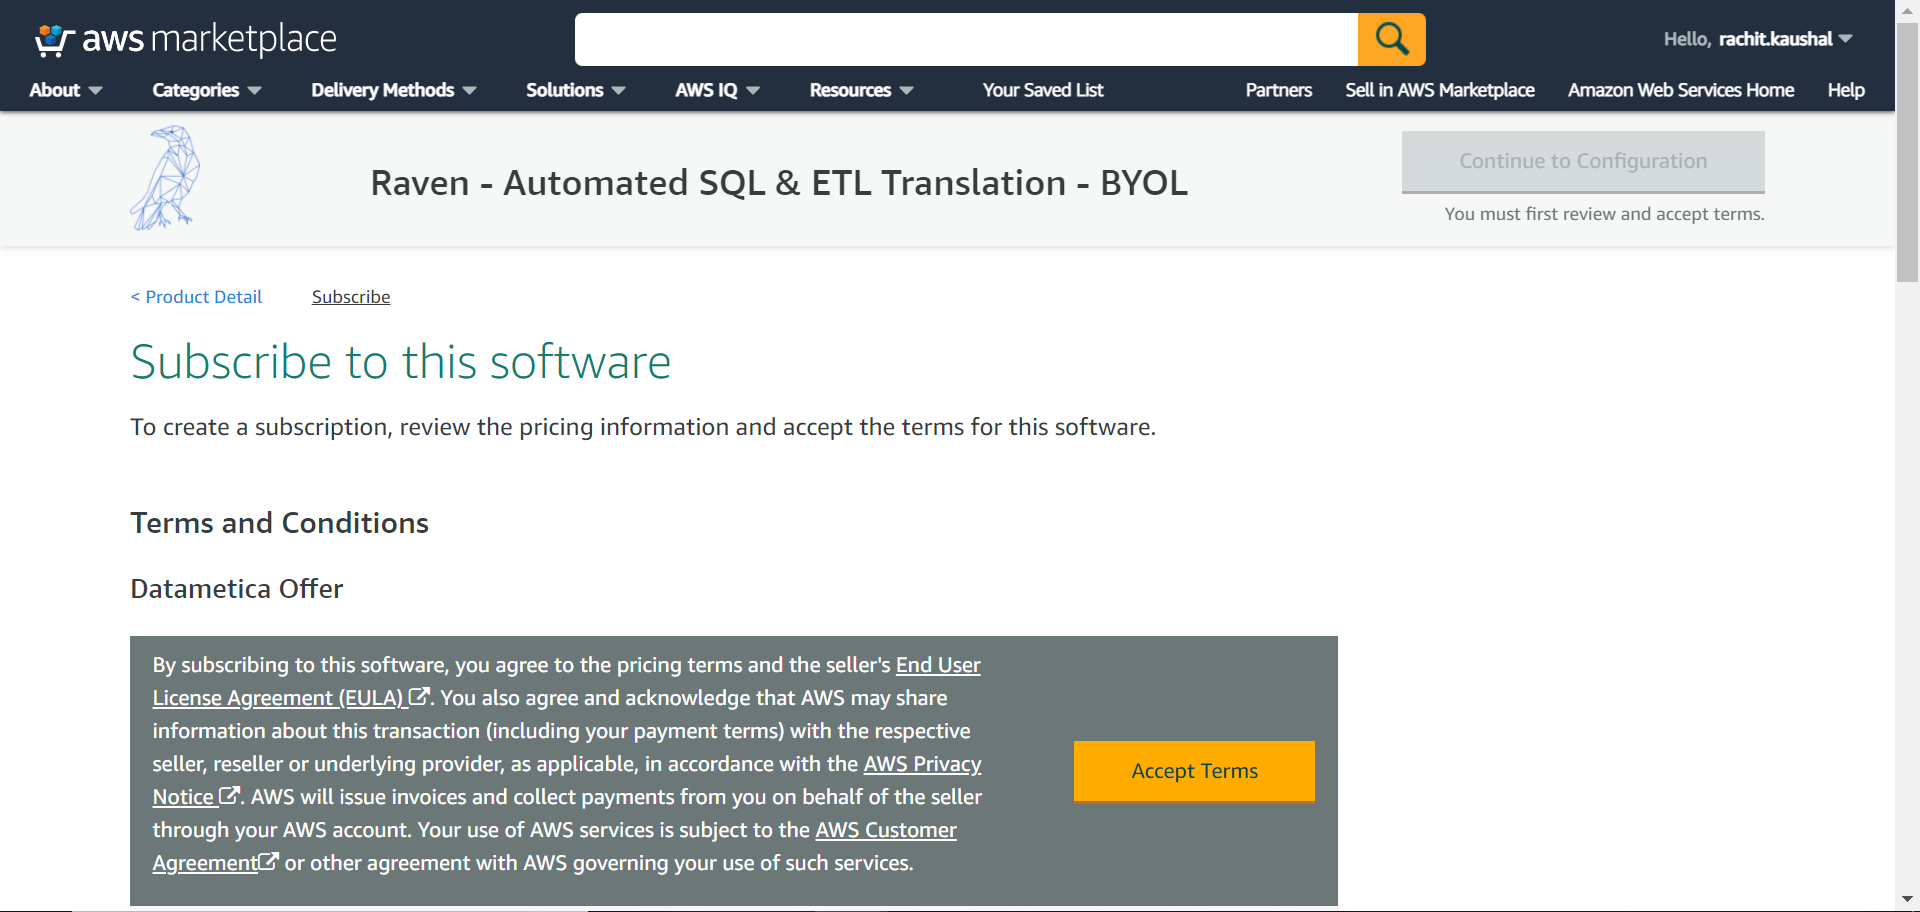 aws marketplace
Hello, rachit.kaushal
About Categories Delivery Methods Solutions AWS IQ Resources Your Saved List Partners Sell in AWS Marketplace Amazon Web Services Home Help
Raven - Automated SQL & ETL Translation - BYOL
Continue to Configuration
You must first review and accept terms.
< Product Detail Subscribe
Subscribe to this software
To create a subscription, review the pricing information and accept the terms for this software.
Terms and Conditions
Datametica Offer
By subscribing to this software, you agree to the pricing terms and the seller's End User
License Agreement (EULA). You also agree and acknowledge that AWS may share
information about this transaction (including your payment terms) with the respective
seller, reseller or underlying provider, as applicable, in accordance with the AWS Privacy
Notice. AWS will issue invoices and collect payments from you on behalf of the seller
through your AWS account. Your use of AWS services is subject to the AWS Customer
Agreement or other agreement with AWS governing your use of such services.
Accept Terms